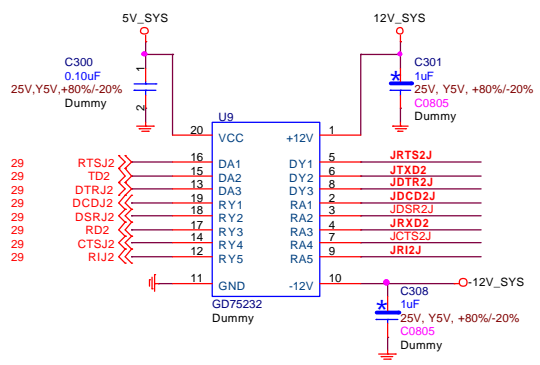 5V_SYS 12V_SYS
C300 C301
0.10uF 1uF
25V,Y5V,+80%/-20% 25V, Y5V, +80%/-20%
Dummy C0805
Dummy
1
2
*
U9
20 VCC +12V 1
29 RTSJ2 16 DA1 DY1 5 JRTS2J
29 TD2 15 DA2 DY2 6 JTXD2
29 DTRJ2 13 DA3 DY3 8 JDTR2J
29 DCDJ2 19 RY1 RA1 2 JDCD2J
29 DSRJ2 18 RY2 RA2 3 JDSR2J
29 RD2 17 RY3 RA3 4 JRXD2
29 CTSJ2 14 RY4 RA4 7 JCTS2J
29 RIJ2 12 RY5 RA5 9 JRI2J
11 GND -12V 10 -12V_SYS
GD75232
Dummy
C308
*
1uF
25V, Y5V, +80%/-20%
C0805
Dummy